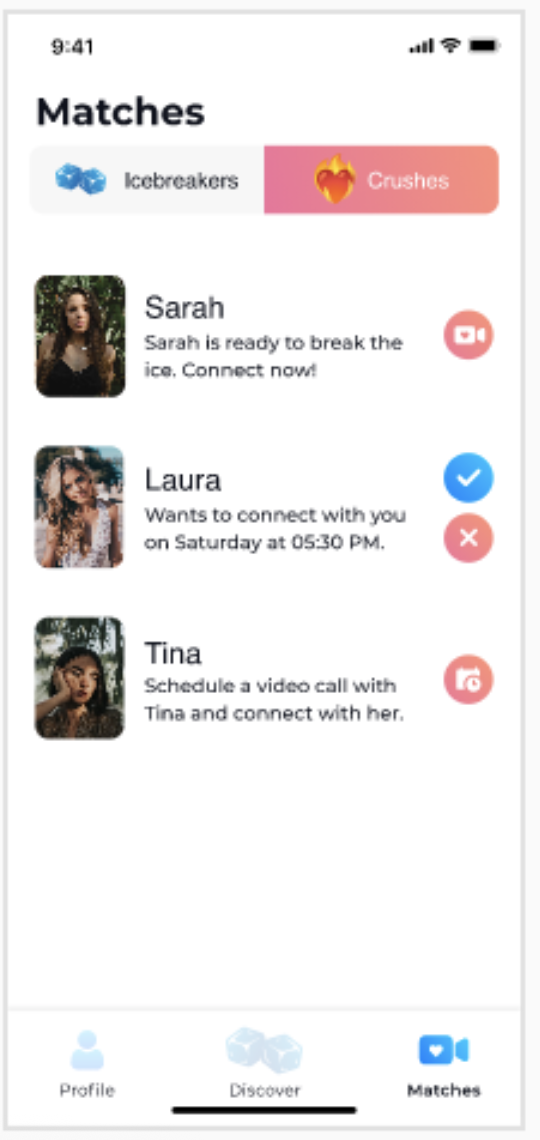 9:41
Matches
Icebreakers
Crushes
Sarah
Sarah is ready to break the
ice. Connect now!
Laura
Wants to connect with you
on Saturday at 05:30 PM.
Tina
Schedule a video call with
Tina and connect with her.
Profile
Discover
Matches